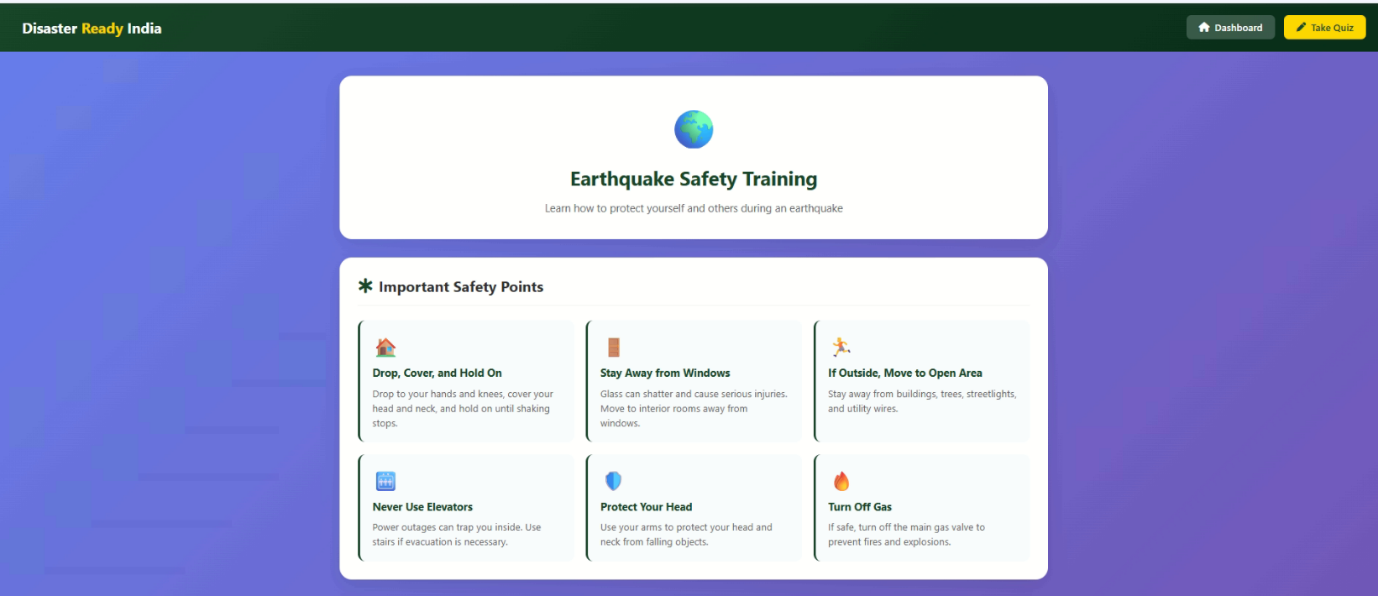 Disaster Ready India
Dashboard
Take Quiz
Earthquake Safety Training
Learn how to protect yourself and others during an earthquake
Important Safety Points
Drop, Cover, and Hold On
Drop to your hands and knees, cover your
head and neck, and hold on until shaking
stops.
Stay Away from Windows
Glass can shatter and cause serious injuries.
Move to interior rooms away from
windows.
If Outside, Move to Open Area
Stay away from buildings, trees, streetlights,
and utility wires.
Never Use Elevators
Power outages can trap you inside. Use
stairs if evacuation is necessary.
Protect Your Head
Use your arms to protect your head and
neck from falling objects.
Turn Off Gas
If safe, turn off the main gas valve to
prevent fires and explosions.